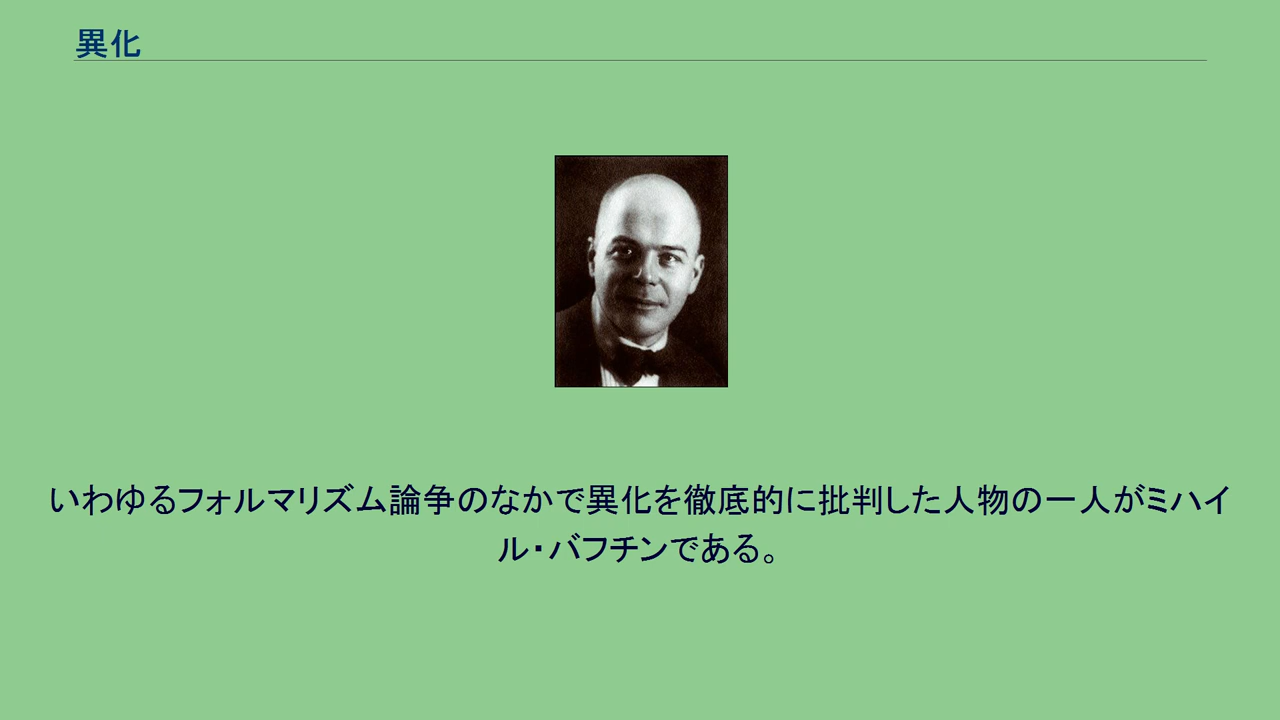 異化
いわゆるフォルマリズム論争のなかで異化を徹底的に批判した人物の一人がミハイ
ル・バフチンである。